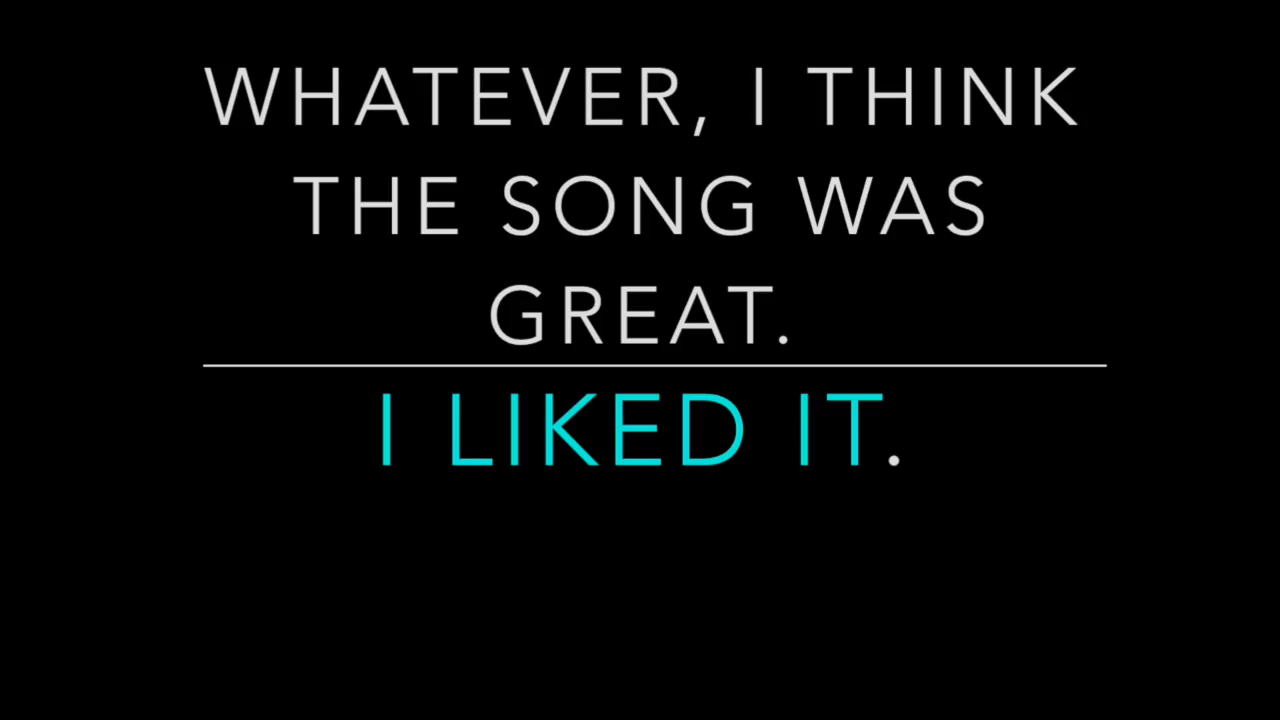 WHATEVER, I THINK
THE SONG WAS
GREAT.
I LIKED IT.